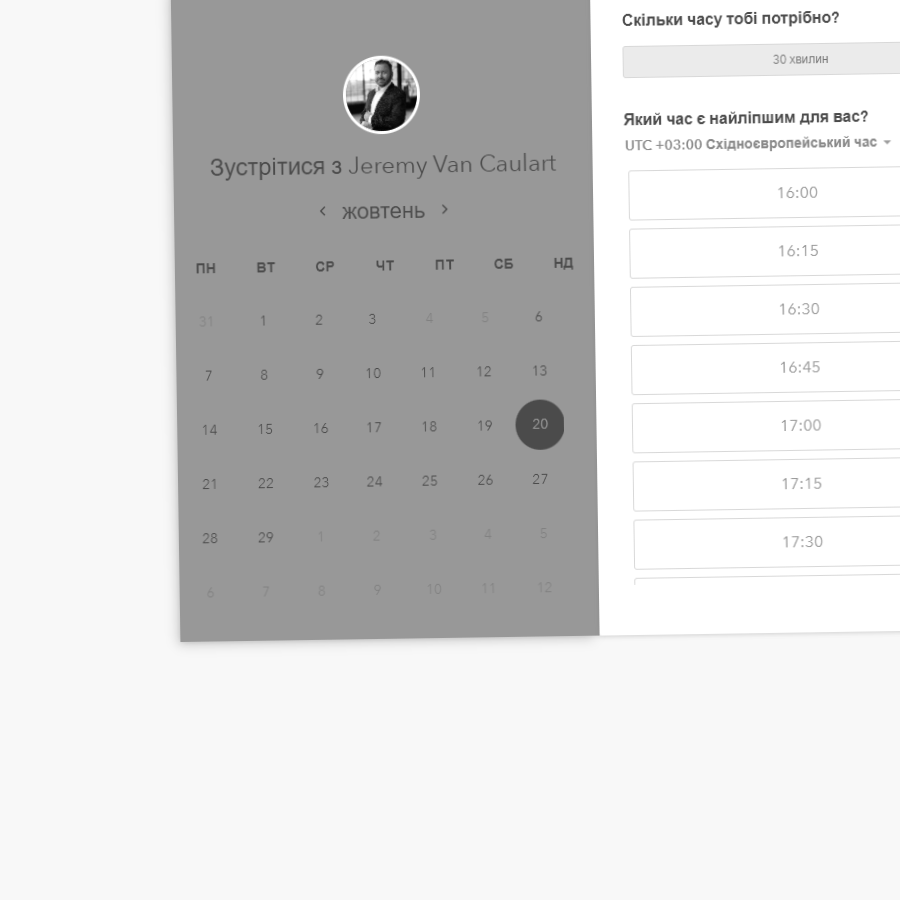 Зустрітися з Jeremy Van Caulart
‹ жовтень ›
ПН ВТ СР ЧТ ПТ СБ НД
31 1 2 3 4 5 6
7 8 9 10 11 12 13
14 15 16 17 18 19 20
21 22 23 24 25 26 27
28 29 1 2 3 4 5
6 7 8 9 10 11 12
Скільки часу тобі потрібно?
30 хвилин
Який час є найліпшим для вас?
UTC +03:00 Східноєвропейський час
16:00
16:15
16:30
16:45
17:00
17:15
17:30